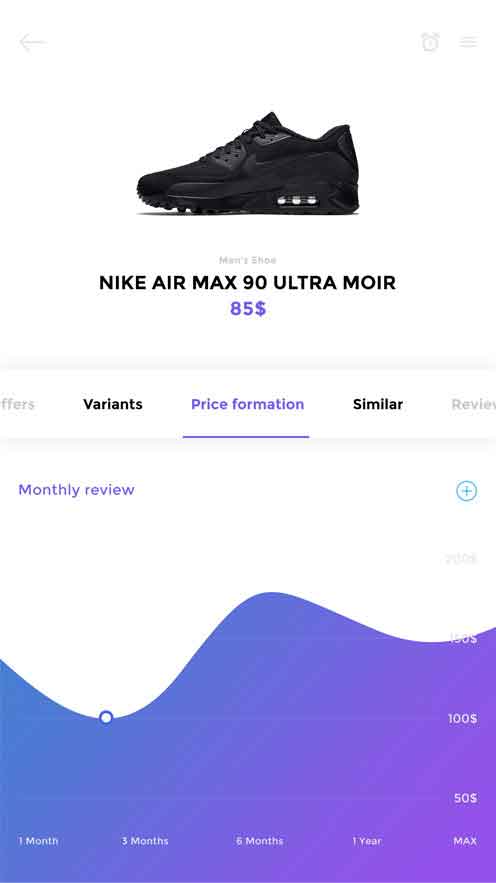 Men's Shoe
NIKE AIR MAX 90 ULTRA MOIR
85$
ffers Variants Price formation Similar Review
Monthly review
200$
150$
100$
50$
1 Month 3 Months 6 Months 1 Year MAX